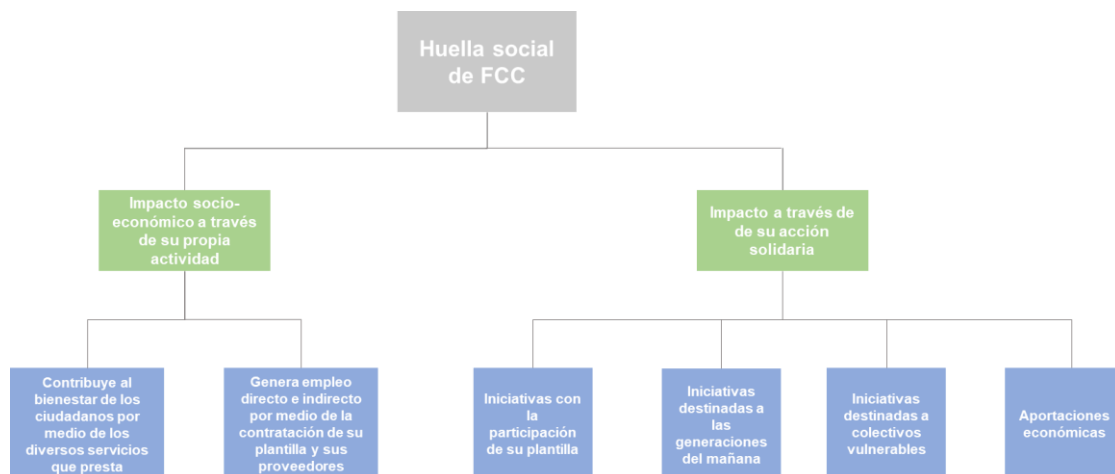 Huella social
de FCC
Impacto socio-
económico a través
de su propia
actividad
Impacto a través de
de su acción
solidaria
Contribuye al
bienestar de los
ciudadanos por
medio de los
diversos servicios
que presta
Genera empleo
directo e indirecto
por medio de la
contratación de su
plantilla y sus
proveedores
Iniciativas con
la
participación
de su plantilla
Iniciativas
destinadas a
las
generaciones
del mañana
Iniciativas
destinadas a
colectivos
vulnerables
Aportaciones
económicas